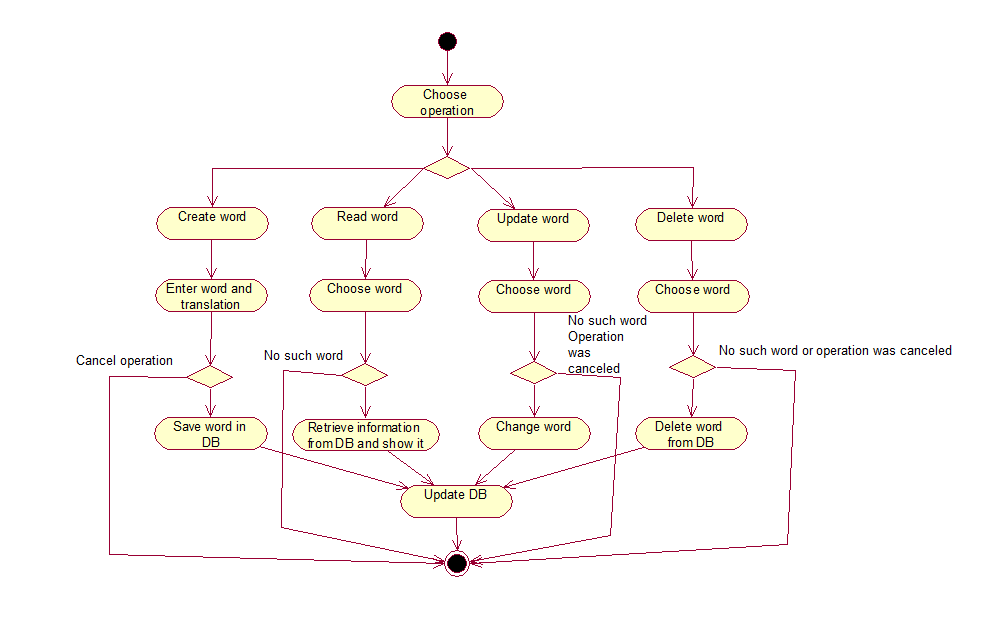 Choose
operation
Create word
Read word
Update word
Delete word
Enter word and
translation
Choose word
Choose word
Choose word
Cancel operation
No such word
No such word
Operation
was
canceled
No such word or operation was canceled
Save word in
DB
Retrieve information
from DB and show it
Change word
Delete word
from DB
Update DB